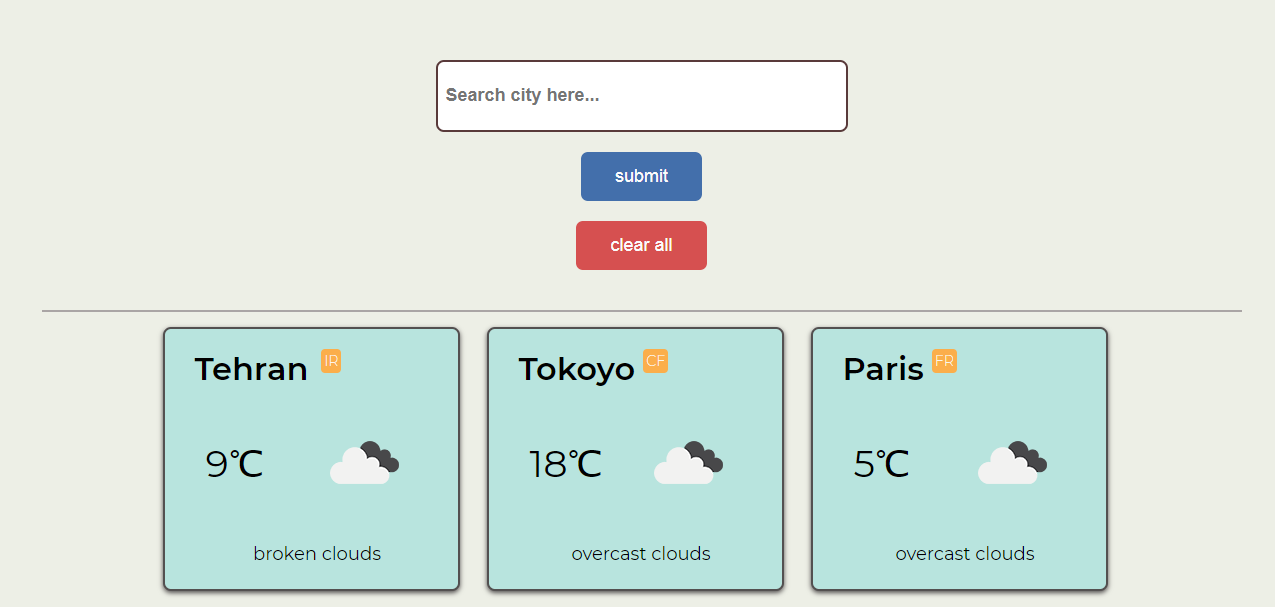 Search city here...
submit
clear all
Tehran IR
9℃
broken clouds
Tokoyo CF
18℃
overcast clouds
Paris FR
5℃
overcast clouds